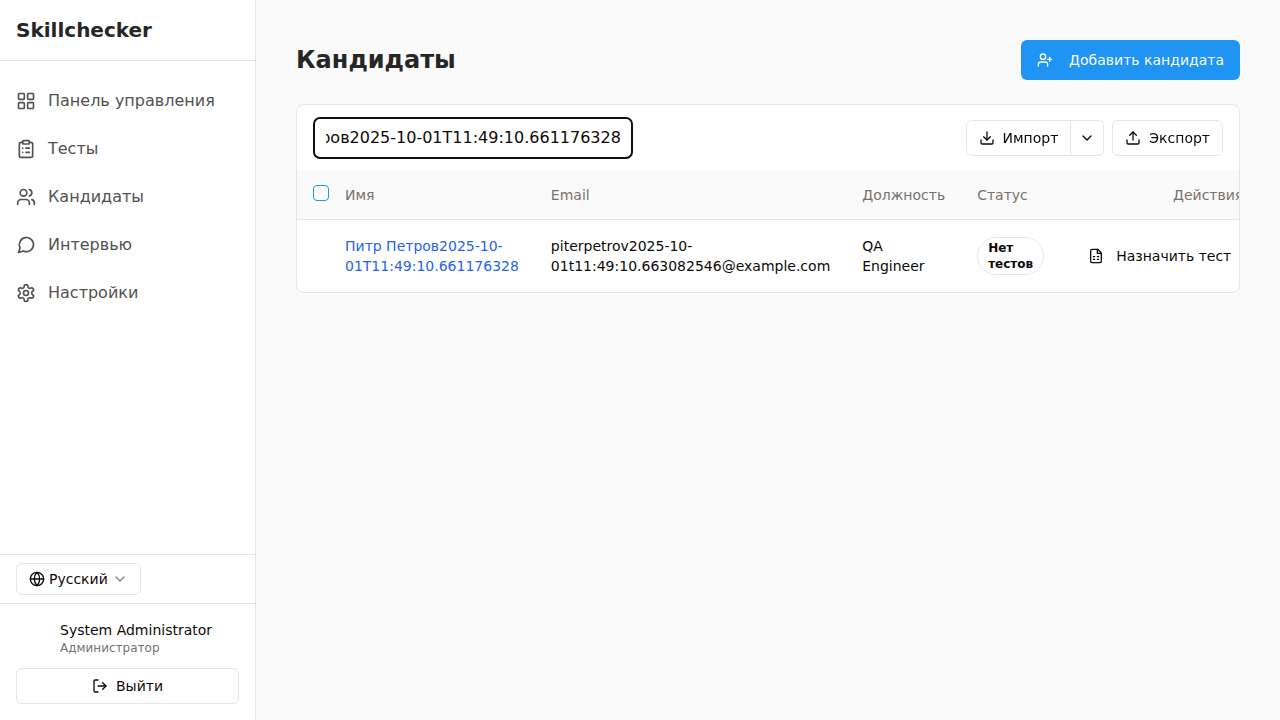 Skillchecker
Панель управления
Тесты
Кандидаты
Интервью
Настройки
Русский
System Administrator
Администратор
Выйти
Кандидаты
Добавить кандидата
ров2025-10-01T11:49:10.661176328
Импорт
Экспорт
Имя Email Должность Статус Действия
Питр Петров2025-10-
01T11:49:10.661176328
piterpetrov2025-10-
01t11:49:10.663082546@example.com
QA
Engineer
Нет
тестов
Назначить тест